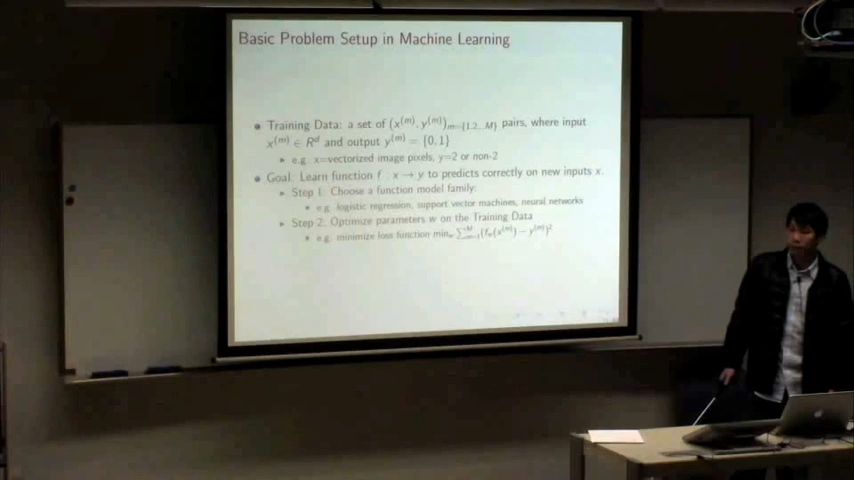 Basic Problem Setup in Machine Learning
● Training Data: a set of (x^(m), y^(m))_m={1,2,..M} pairs, where input
x^(m) ∈ R^d and output y^(m) = {0,1}
▸ e.g. x=vectorized image pixels, y=2 or non-2
● Goal: Learn function f : x → y to predicts correctly on new inputs x.
▸ Step 1: Choose a function model family:
★ e.g. logistic regression, support vector machines, neural networks
▸ Step 2: Optimize parameters w on the Training Data
★ e.g. minimize loss function min_w ∑_{m=1}^M (f_w(x^(m)) − y^(m))^2